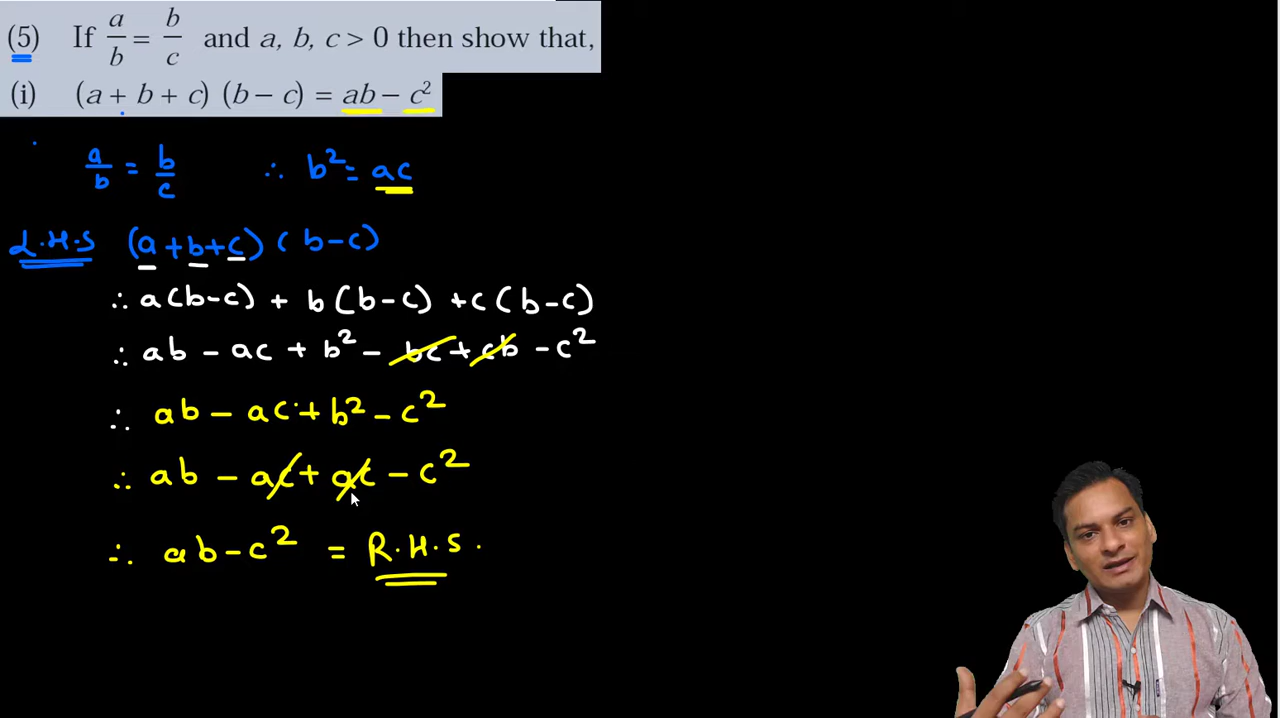 (5) If a/b = b/c and a, b, c > 0 then show that,
(i) (a + b + c) (b − c) = ab − c²
a/b = b/c ∴ b² = ac
L.H.S (a+b+c)(b−c)
∴ a(b−c) + b(b−c) + c(b−c)
∴ ab − ac + b² − bc + cb − c²
∴ ab − ac + b² − c²
∴ ab − ac + ac − c²
∴ ab − c² = R.H.S.